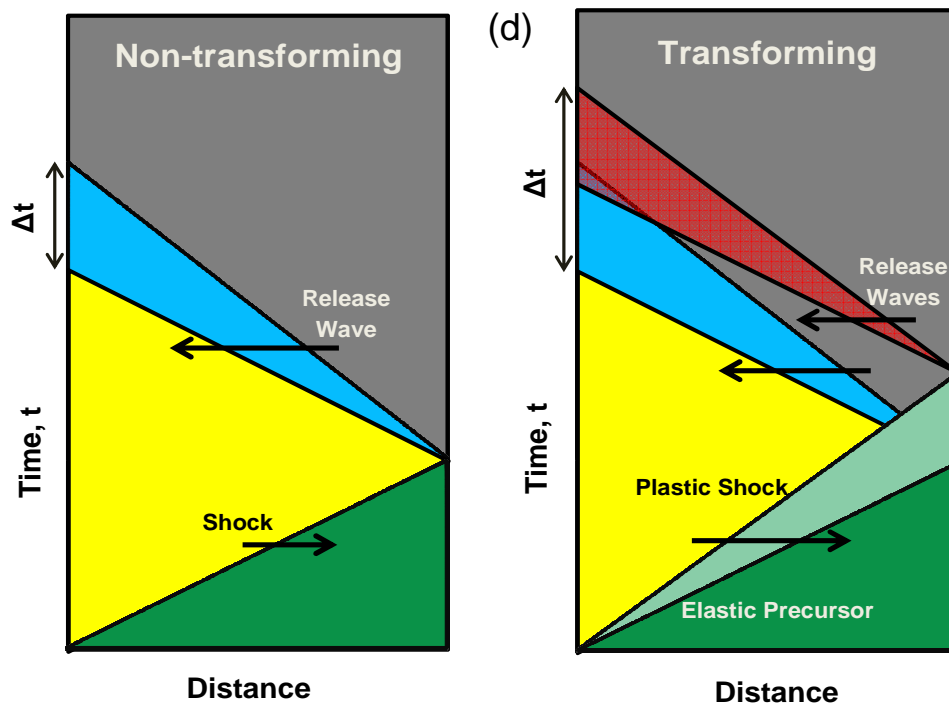 Non-transforming
Δt
Release
Wave
Time, t
Shock
Distance
(d)
Transforming
Δt
Release
Waves
Time, t
Plastic Shock
Elastic Precursor
Distance